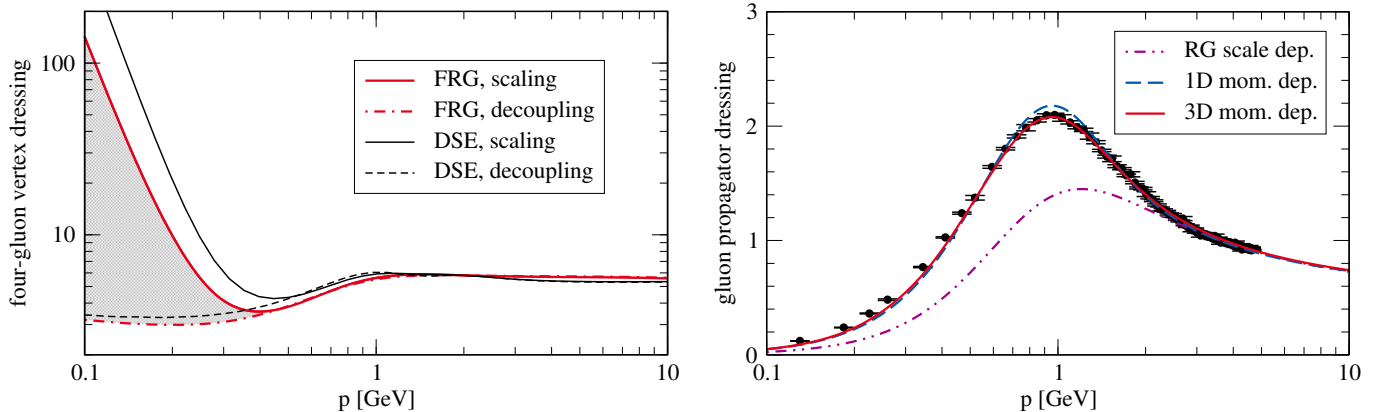 four-gluon vertex dressing
100
10
FRG, scaling
FRG, decoupling
DSE, scaling
DSE, decoupling
0.1
1
10
p [GeV]
gluon propagator dressing
3
2
1
0
RG scale dep.
1D mom. dep.
3D mom. dep.
0.1
1
10
p [GeV]